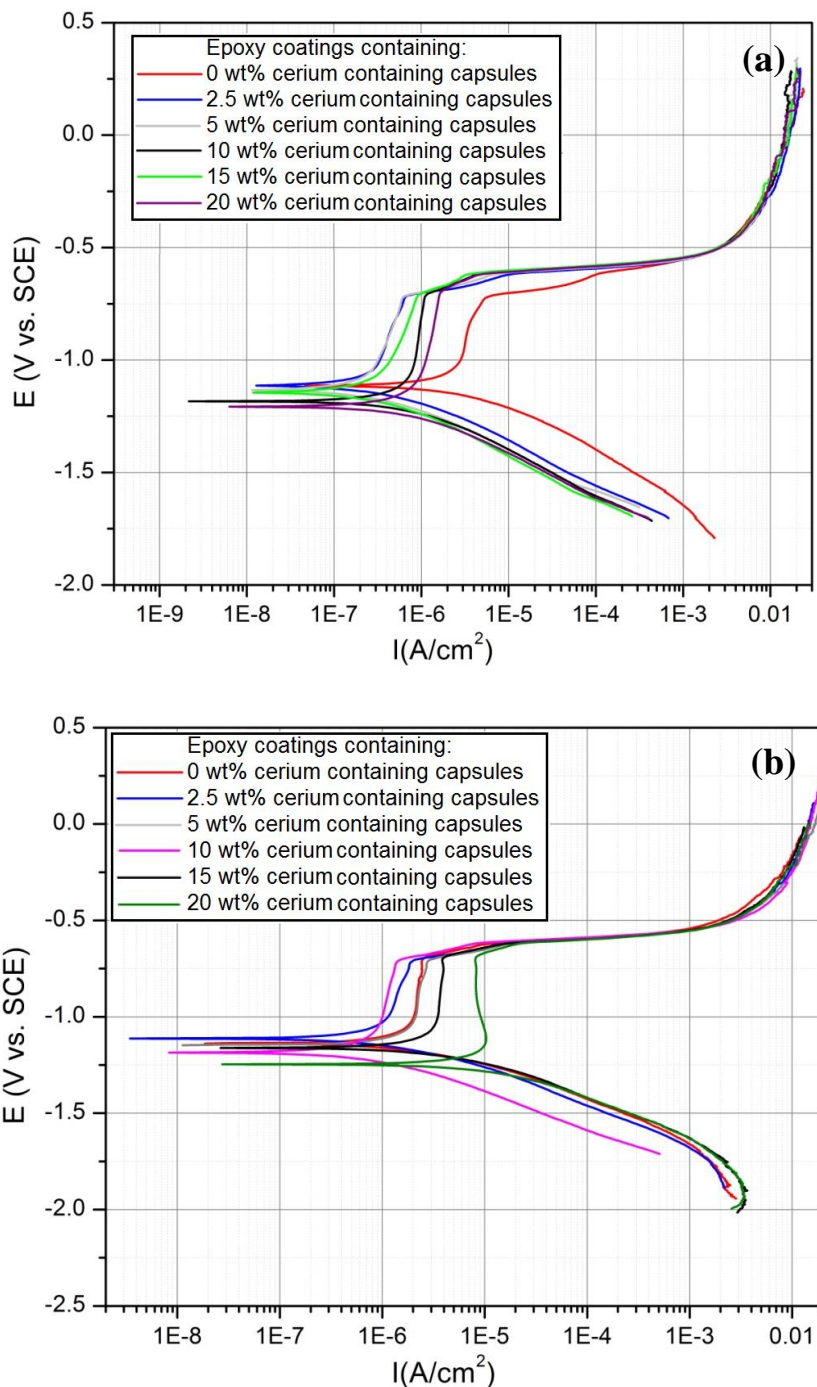 (a)
Epoxy coatings containing:
0 wt% cerium containing capsules
2.5 wt% cerium containing capsules
5 wt% cerium containing capsules
10 wt% cerium containing capsules
15 wt% cerium containing capsules
20 wt% cerium containing capsules
0.5
0.0
-0.5
-1.0
-1.5
-2.0
E (V vs. SCE)
1E-9 1E-8 1E-7 1E-6 1E-5 1E-4 1E-3 0.01
I(A/cm²)
(b)
Epoxy coatings containing:
0 wt% cerium containing capsules
2.5 wt% cerium containing capsules
5 wt% cerium containing capsules
10 wt% cerium containing capsules
15 wt% cerium containing capsules
20 wt% cerium containing capsules
0.5
0.0
-0.5
-1.0
-1.5
-2.0
-2.5
E (V vs. SCE)
1E-8 1E-7 1E-6 1E-5 1E-4 1E-3 0.01
I(A/cm²)